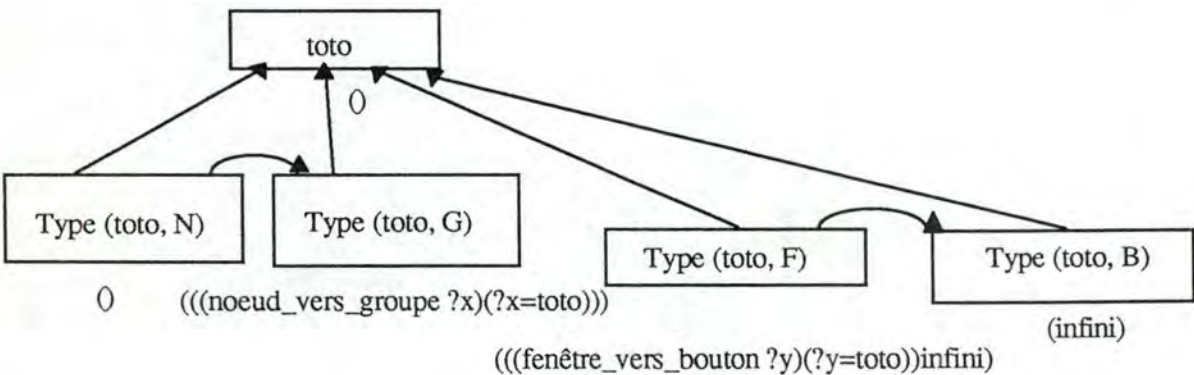 toto
()
Type (toto, N)
Type (toto, G)
Type (toto, F)
Type (toto, B)
()
(((noeud_vers_groupe ?x)(?x=toto)))
(infini)
(((fenêtre_vers_bouton ?y)(?y=toto))infini)